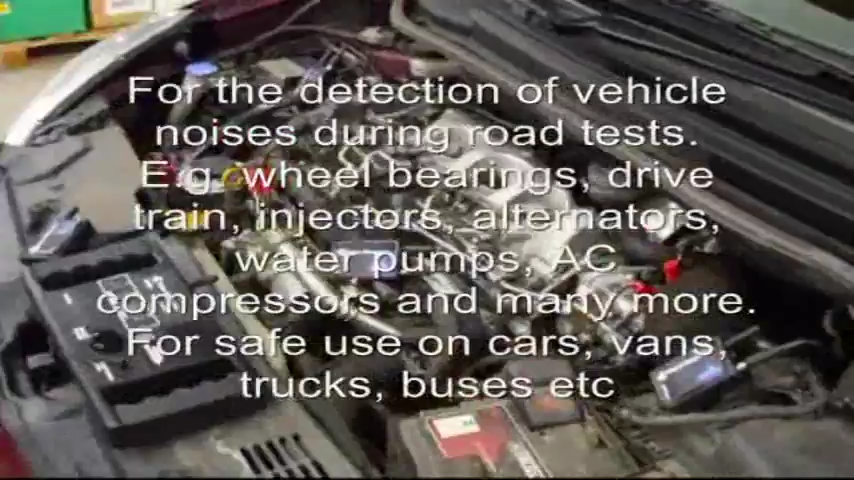 For the detection of vehicle
noises during road tests.
E.g. wheel bearings, drive
train, injectors, alternators,
water pumps, AC
compressors and many more.
For safe use on cars, vans,
trucks, buses etc